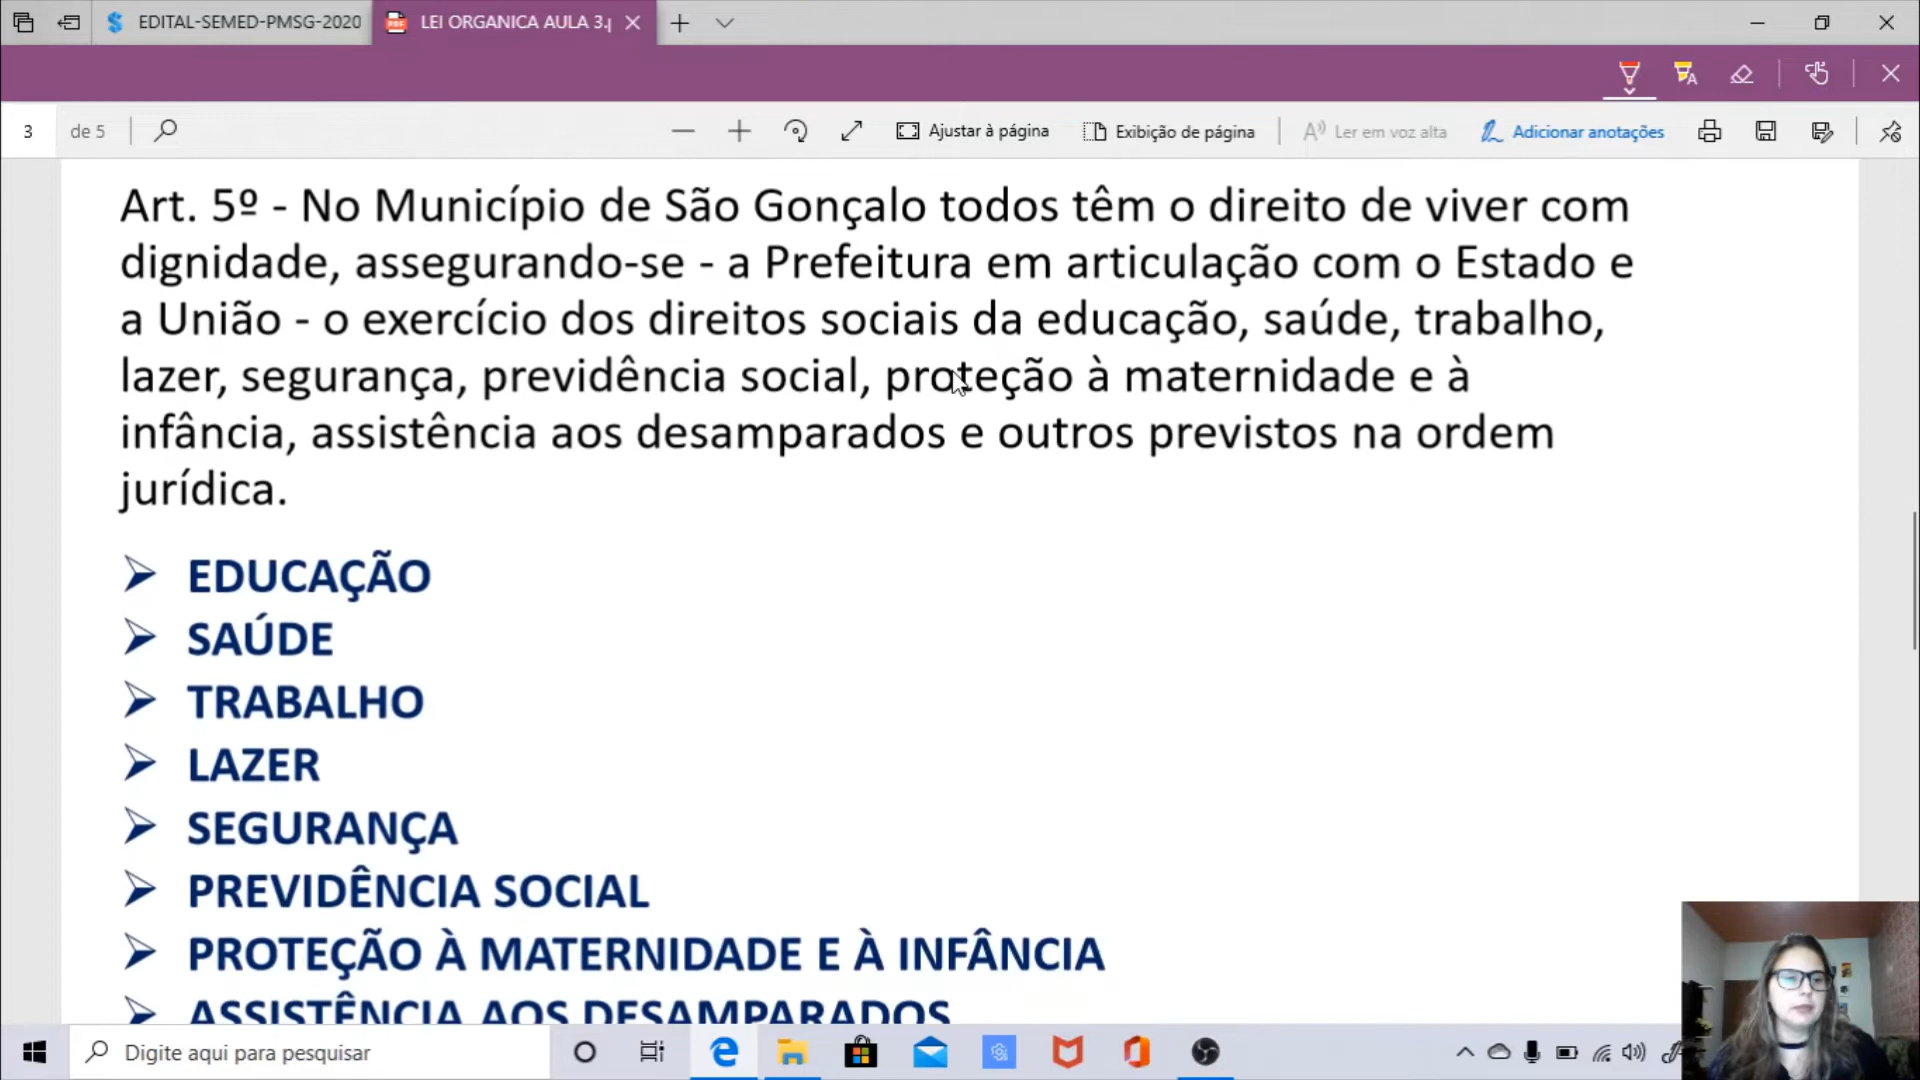 EDITAL-SEMED-PMSG-2020
LEI ORGANICA AULA 3.p
3 de 5
Ajustar à página
Exibição de página
Ler em voz alta
Adicionar anotações
Art. 5º - No Município de São Gonçalo todos têm o direito de viver com
dignidade, assegurando-se - a Prefeitura em articulação com o Estado e
a União - o exercício dos direitos sociais da educação, saúde, trabalho,
lazer, segurança, previdência social, proteção à maternidade e à
infância, assistência aos desamparados e outros previstos na ordem
jurídica.
➢ EDUCAÇÃO
➢ SAÚDE
➢ TRABALHO
➢ LAZER
➢ SEGURANÇA
➢ PREVIDÊNCIA SOCIAL
➢ PROTEÇÃO À MATERNIDADE E À INFÂNCIA
➢ ASSISTÊNCIA AOS DESAMPARADOS
Digite aqui para pesquisar